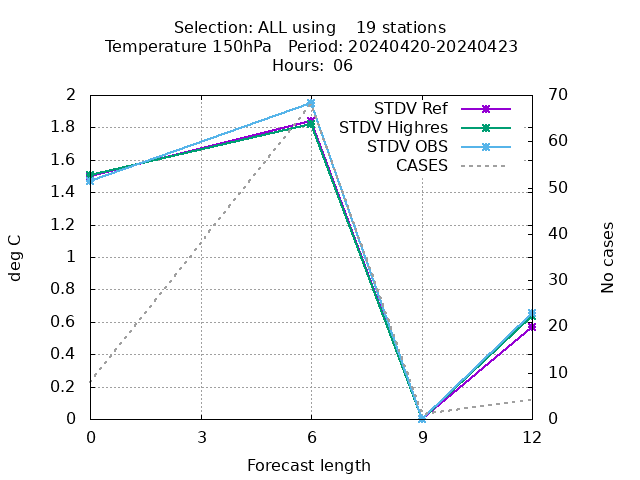 Selection: ALL using    19 stations
Temperature 150hPa   Period: 20240420-20240423
Hours:  06
STDV Ref
STDV Highres
STDV OBS
CASES
2
1.8
1.6
1.4
1.2
1
0.8
0.6
0.4
0.2
0
70
60
50
40
30
20
10
0
deg C
No cases
0 3 6 9 12
Forecast length